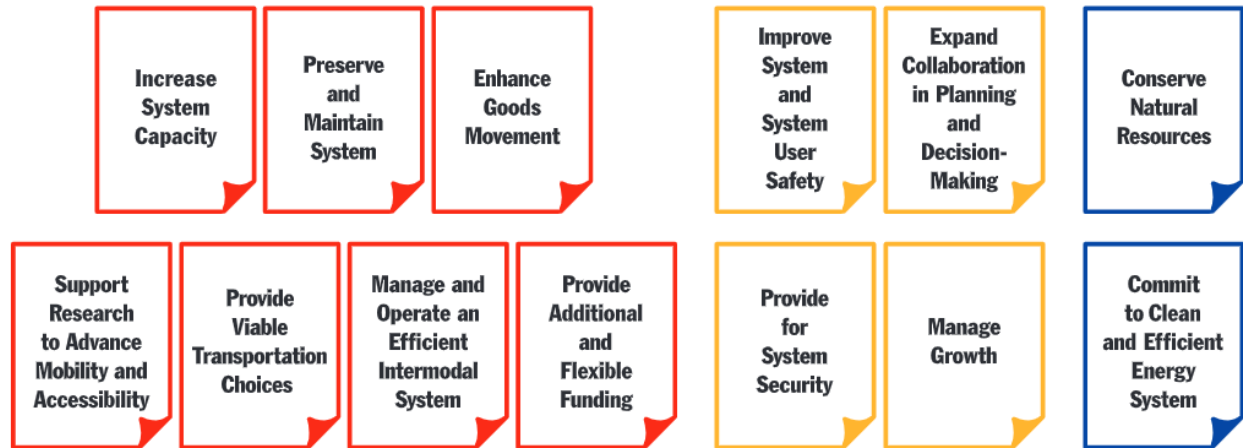 Increase
System
Capacity
Preserve
and
Maintain
System
Enhance
Goods
Movement
Improve
System
and
System
User
Safety
Expand
Collaboration
in Planning
and
Decision-
Making
Conserve
Natural
Resources
Support
Research
to Advance
Mobility and
Accessibility
Provide
Viable
Transportation
Choices
Manage and
Operate an
Efficient
Intermodal
System
Provide
Additional
and
Flexible
Funding
Provide
for
System
Security
Manage
Growth
Commit
to Clean
and Efficient
Energy
System